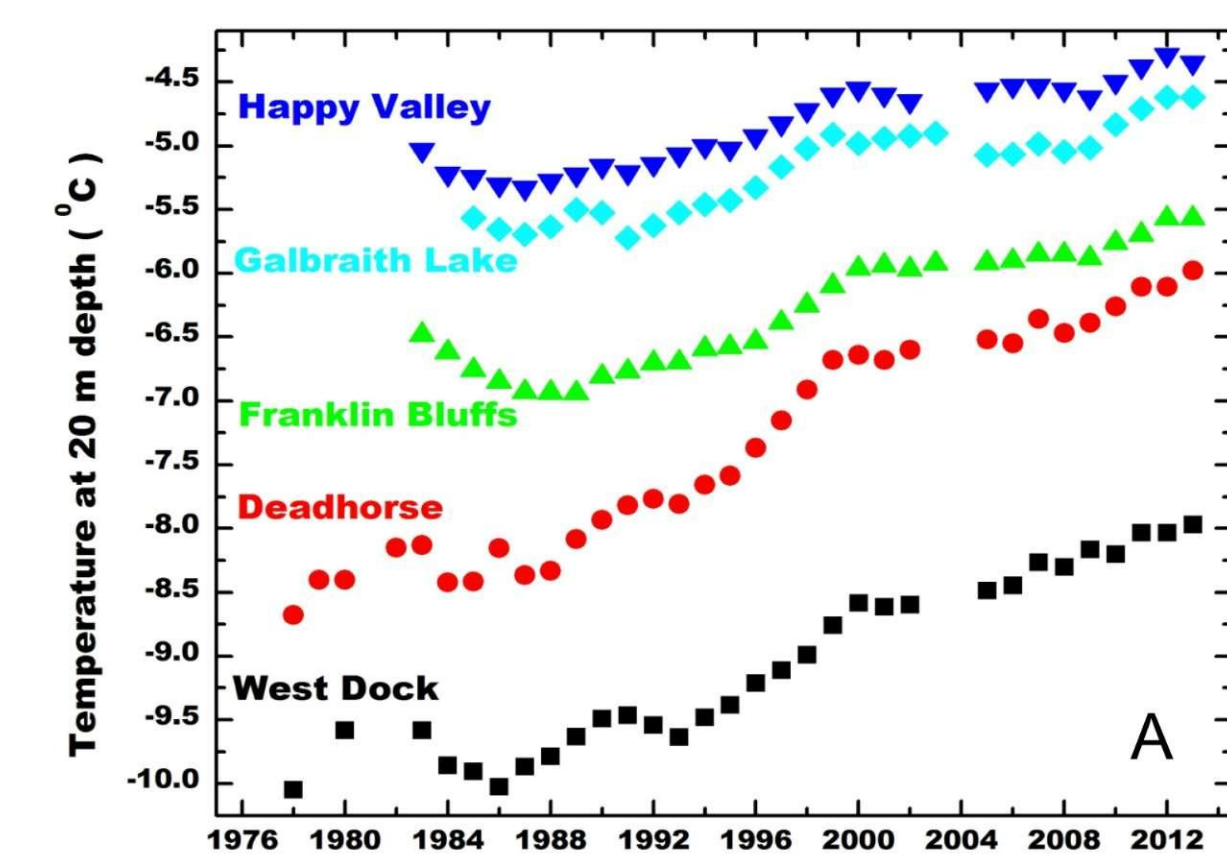 Temperature at 20 m depth ( °C )
-4.5
-5.0
-5.5
-6.0
-6.5
-7.0
-7.5
-8.0
-8.5
-9.0
-9.5
-10.0
Happy Valley
Galbraith Lake
Franklin Bluffs
Deadhorse
West Dock
A
1976 1980 1984 1988 1992 1996 2000 2004 2008 2012